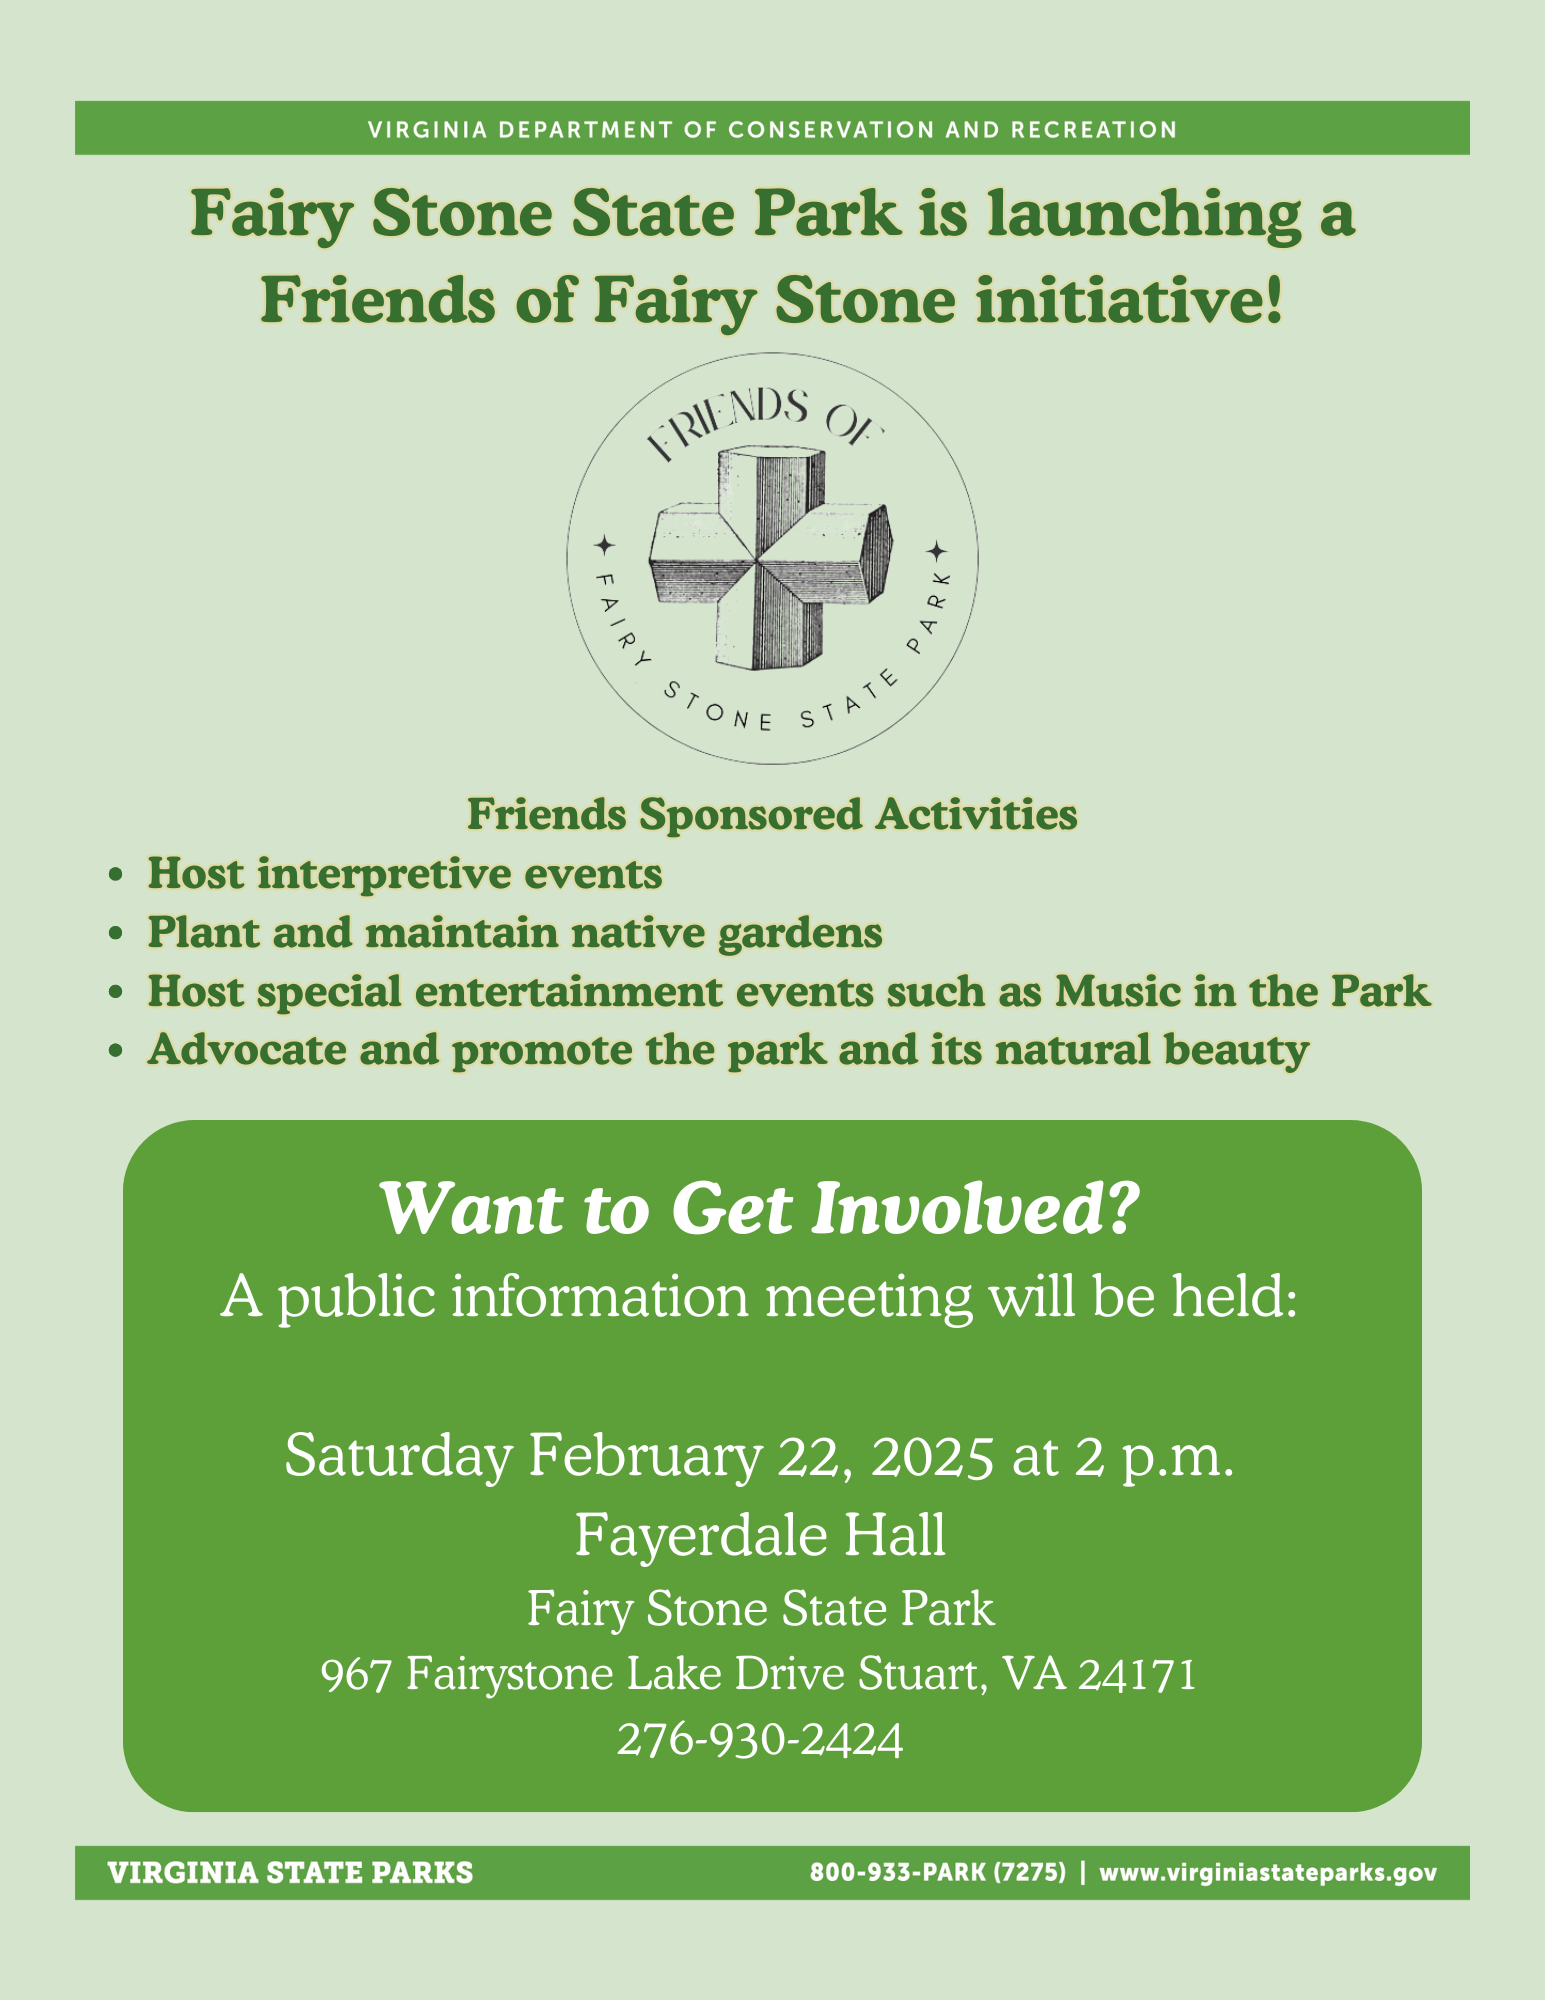 VIRGINIA DEPARTMENT OF CONSERVATION AND RECREATION
Fairy Stone State Park is launching a
Friends of Fairy Stone initiative!
FRIENDS OF
FAIRY STONE STATE PARK
Friends Sponsored Activities
• Host interpretive events
• Plant and maintain native gardens
• Host special entertainment events such as Music in the Park
• Advocate and promote the park and its natural beauty
Want to Get Involved?
A public information meeting will be held:
Saturday February 22, 2025 at 2 p.m.
Fayerdale Hall
Fairy Stone State Park
967 Fairystone Lake Drive Stuart, VA 24171
276-930-2424
VIRGINIA STATE PARKS
800-933-PARK (7275) | www.virginiastateparks.gov